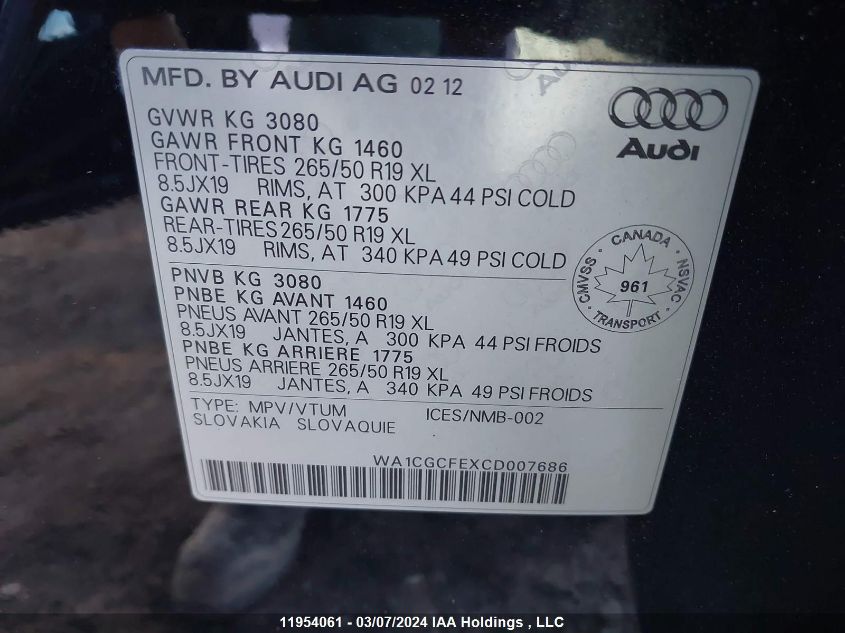 MFD. BY AUDI AG 02 12
Audi
GVWR KG 3080
GAWR FRONT KG 1460
FRONT-TIRES 265/50 R19 XL
8.5JX19 RIMS, AT 300 KPA 44 PSI COLD
GAWR REAR KG 1775
REAR-TIRES 265/50 R19 XL
8.5JX19 RIMS, AT 340 KPA 49 PSI COLD
CANADA
CMVSS 961 NSVAC
TRANSPORT
PNVB KG 3080
PNBE KG AVANT 1460
PNEUS AVANT 265/50 R19 XL
8.5JX19 JANTES, A 300 KPA 44 PSI FROIDS
PNBE KG ARRIERE 1775
PNEUS ARRIERE 265/50 R19 XL
8.5JX19 JANTES, A 340 KPA 49 PSI FROIDS
TYPE: MPV/VTUM ICES/NMB-002
SLOVAKIA SLOVAQUIE
WA1CGCFEXCD007686
11954061 - 03/07/2024 IAA Holdings , LLC